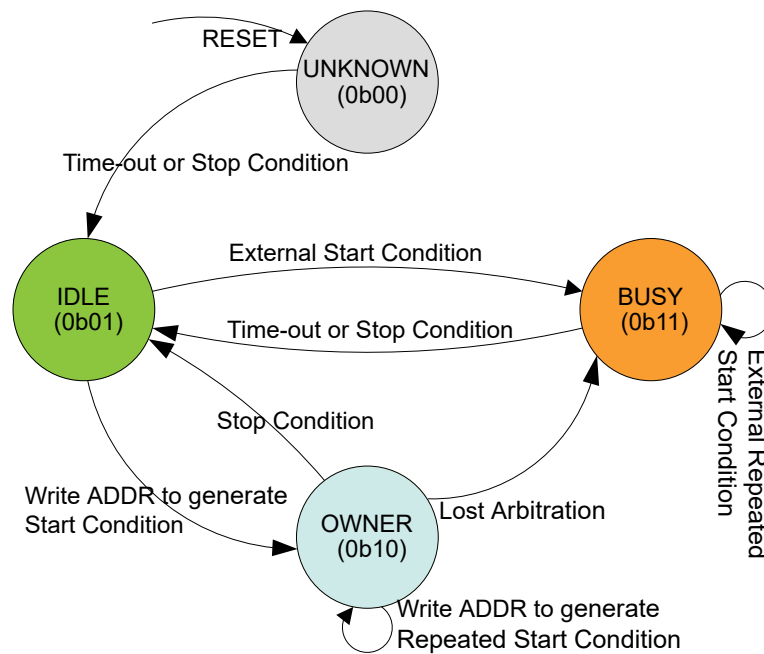 RESET
UNKNOWN
(0b00)
Time-out or Stop Condition
External Start Condition
IDLE
(0b01)
BUSY
(0b11)
Time-out or Stop Condition
External Repeated
Start Condition
Stop Condition
Write ADDR to generate
Start Condition
Lost Arbitration
OWNER
(0b10)
Write ADDR to generate
Repeated Start Condition